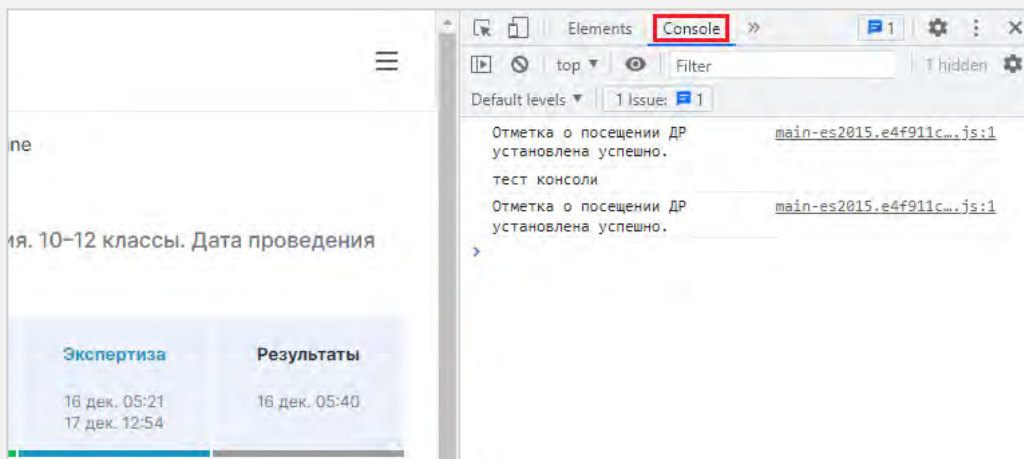 ne
ия. 10–12 классы. Дата проведения
Экспертиза
Результаты
16 дек. 05:21
17 дек. 12:54
16 дек. 05:40
Elements Console » 1
top ▼ Filter 1 hidden
Default levels ▼ 1 Issue: 1
Отметка о посещении ДР main-es2015.e4f911c….js:1
установлена успешно.
тест консоли
Отметка о посещении ДР main-es2015.e4f911c….js:1
установлена успешно.
>